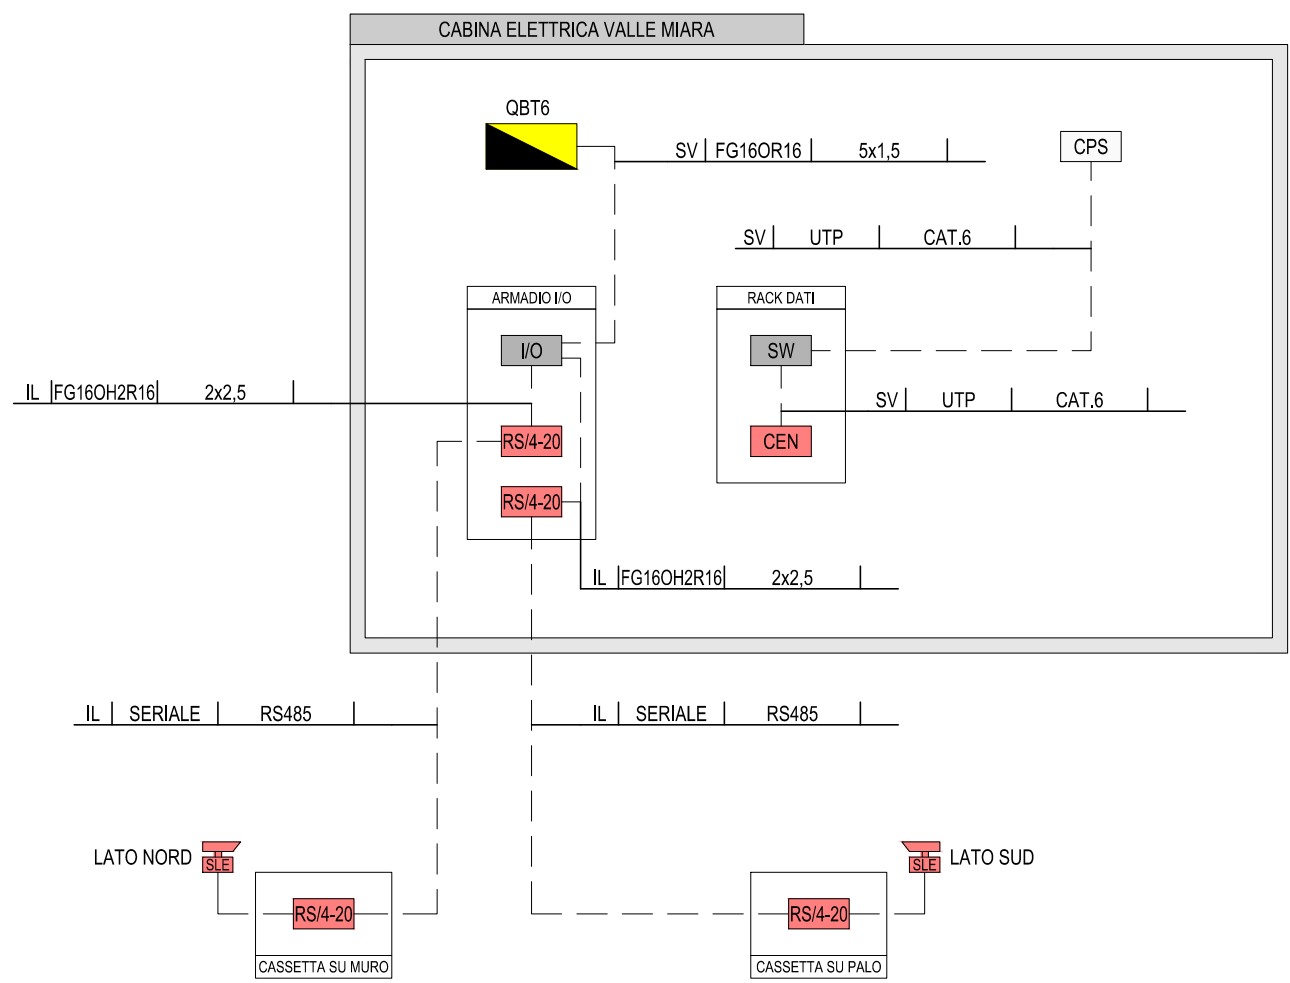 CABINA ELETTRICA VALLE MIARA
QBT6
SV FG16OR16 5x1,5
CPS
SV UTP CAT.6
ARMADIO I/O
RACK DATI
I/O
SW
IL FG16OH2R16 2x2,5
SV UTP CAT.6
RS/4-20
CEN
RS/4-20
IL FG16OH2R16 2x2,5
IL SERIALE RS485
IL SERIALE RS485
LATO NORD
SLE
SLE
LATO SUD
RS/4-20
RS/4-20
CASSETTA SU MURO
CASSETTA SU PALO